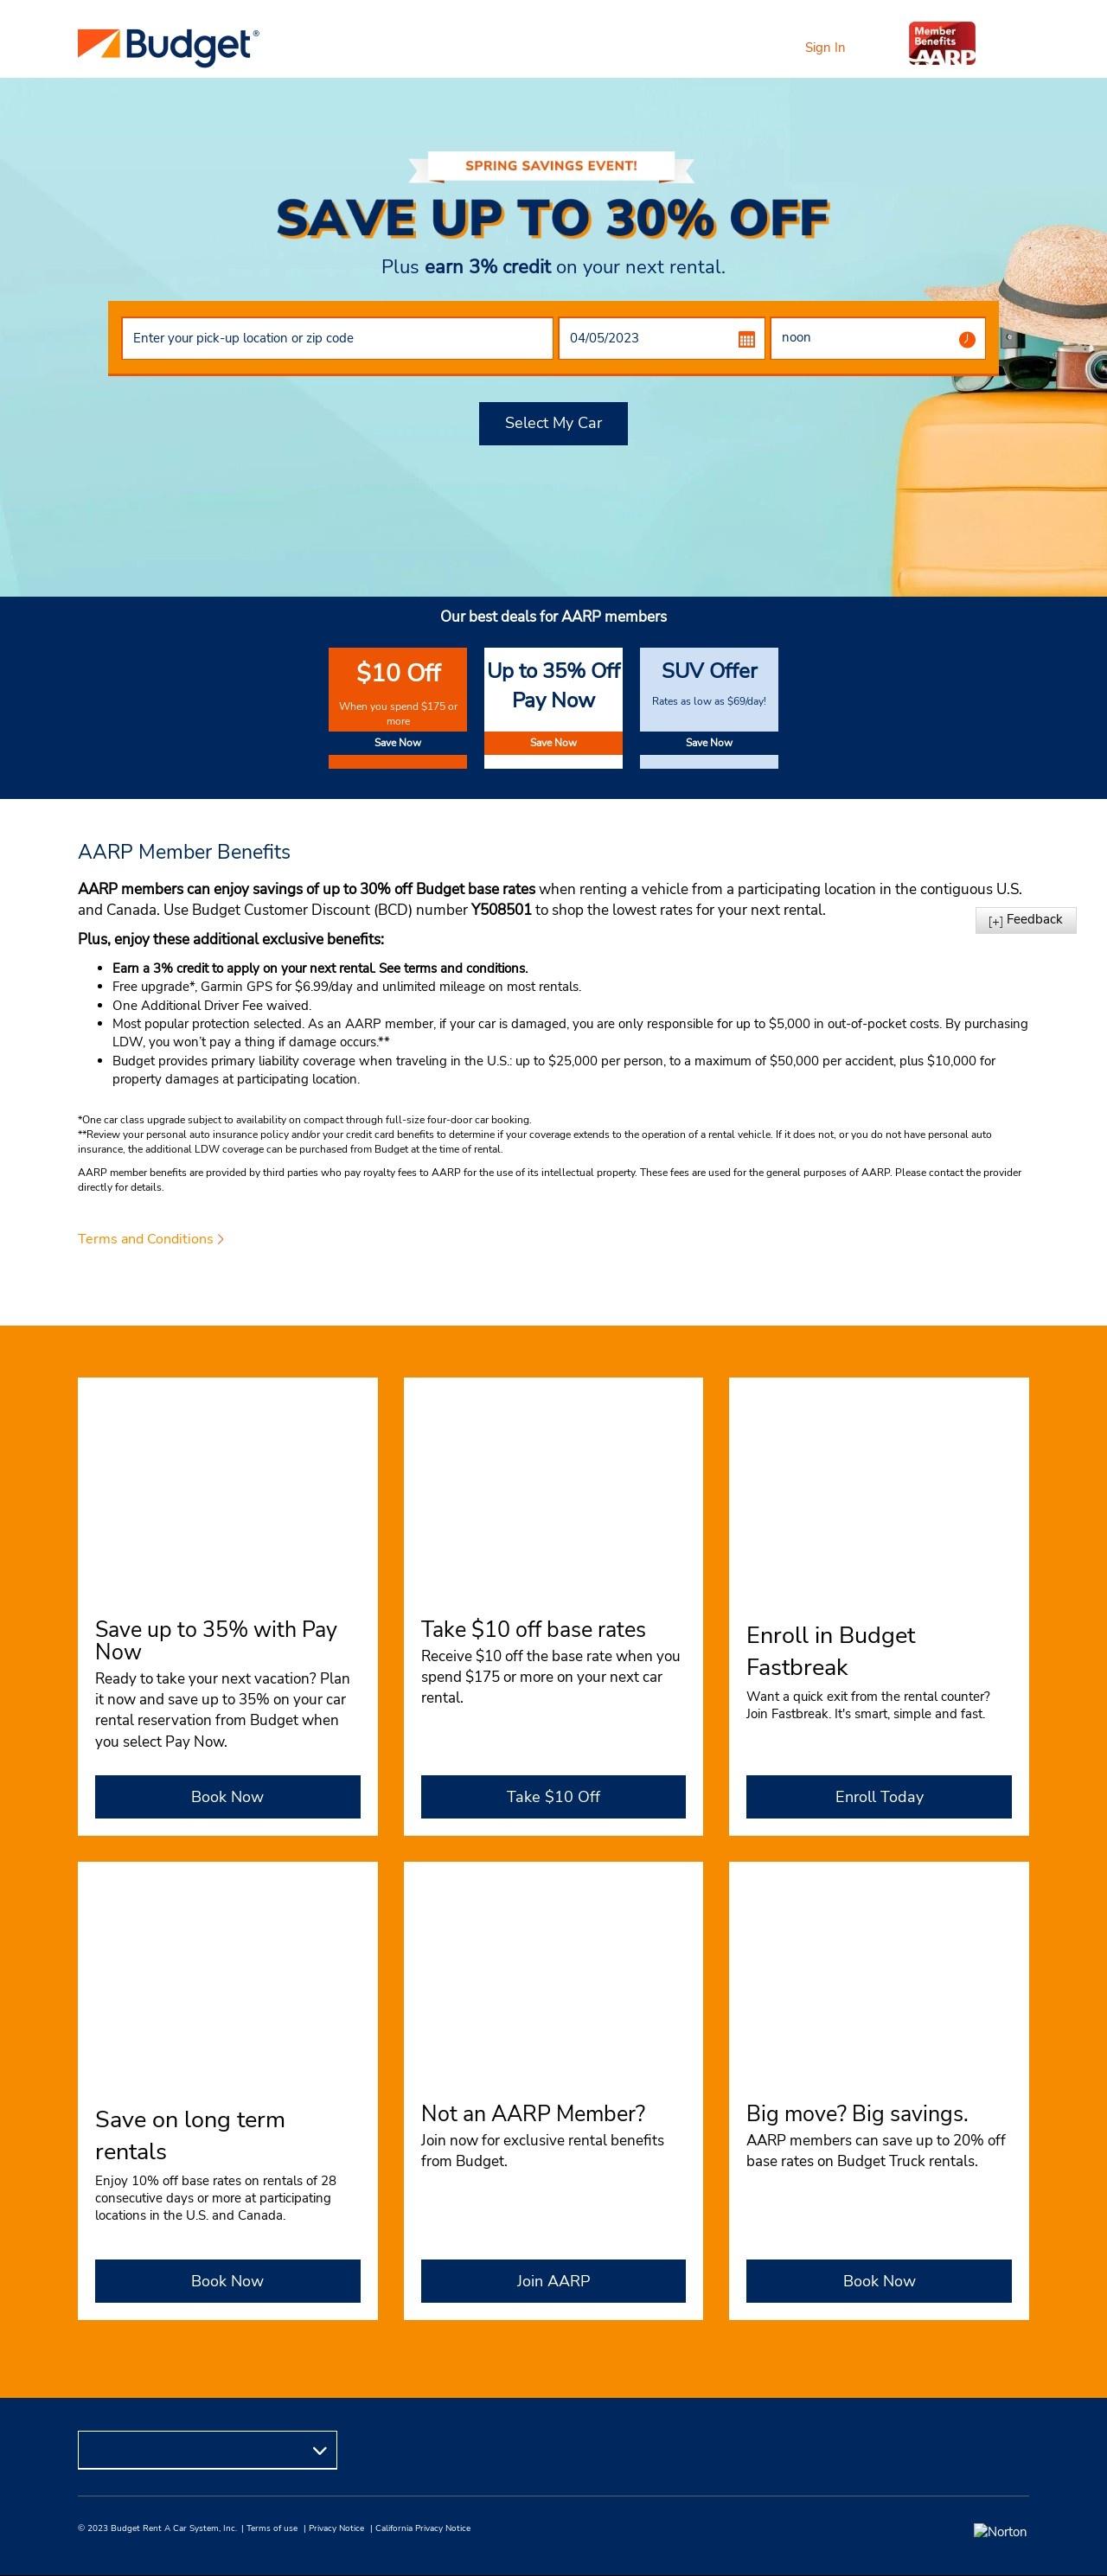 Budget®
Sign In
Member
Benefits
AARP
SPRING SAVINGS EVENT!
SAVE UP TO 30% OFF
Plus earn 3% credit on your next rental.
Enter your pick-up location or zip code
04/05/2023
noon
Select My Car
Our best deals for AARP members
$10 Off
When you spend $175 or
more
Save Now
Up to 35% Off
Pay Now
Save Now
SUV Offer
Rates as low as $69/day!
Save Now
AARP Member Benefits
AARP members can enjoy savings of up to 30% off Budget base rates when renting a vehicle from a participating location in the contiguous U.S.
and Canada. Use Budget Customer Discount (BCD) number Y508501 to shop the lowest rates for your next rental.
[+] Feedback
Plus, enjoy these additional exclusive benefits:
• Earn a 3% credit to apply on your next rental. See terms and conditions.
• Free upgrade*, Garmin GPS for $6.99/day and unlimited mileage on most rentals.
• One Additional Driver Fee waived.
• Most popular protection selected. As an AARP member, if your car is damaged, you are only responsible for up to $5,000 in out-of-pocket costs. By purchasing
LDW, you won't pay a thing if damage occurs.**
• Budget provides primary liability coverage when traveling in the U.S.: up to $25,000 per person, to a maximum of $50,000 per accident, plus $10,000 for
property damages at participating location.
*One car class upgrade subject to availability on compact through full-size four-door car booking.
**Review your personal auto insurance policy and/or your credit card benefits to determine if your coverage extends to the operation of a rental vehicle. If it does not, or you do not have personal auto
insurance, the additional LDW coverage can be purchased from Budget at the time of rental.
AARP member benefits are provided by third parties who pay royalty fees to AARP for the use of its intellectual property. These fees are used for the general purposes of AARP. Please contact the provider
directly for details.
Terms and Conditions >
Save up to 35% with Pay
Now
Ready to take your next vacation? Plan
it now and save up to 35% on your car
rental reservation from Budget when
you select Pay Now.
Book Now
Take $10 off base rates
Receive $10 off the base rate when you
spend $175 or more on your next car
rental.
Take $10 Off
Enroll in Budget
Fastbreak
Want a quick exit from the rental counter?
Join Fastbreak. It's smart, simple and fast.
Enroll Today
Save on long term
rentals
Enjoy 10% off base rates on rentals of 28
consecutive days or more at participating
locations in the U.S. and Canada.
Book Now
Not an AARP Member?
Join now for exclusive rental benefits
from Budget.
Join AARP
Big move? Big savings.
AARP members can save up to 20% off
base rates on Budget Truck rentals.
Book Now
© 2023 Budget Rent A Car System, Inc. | Terms of use | Privacy Notice | California Privacy Notice
Norton